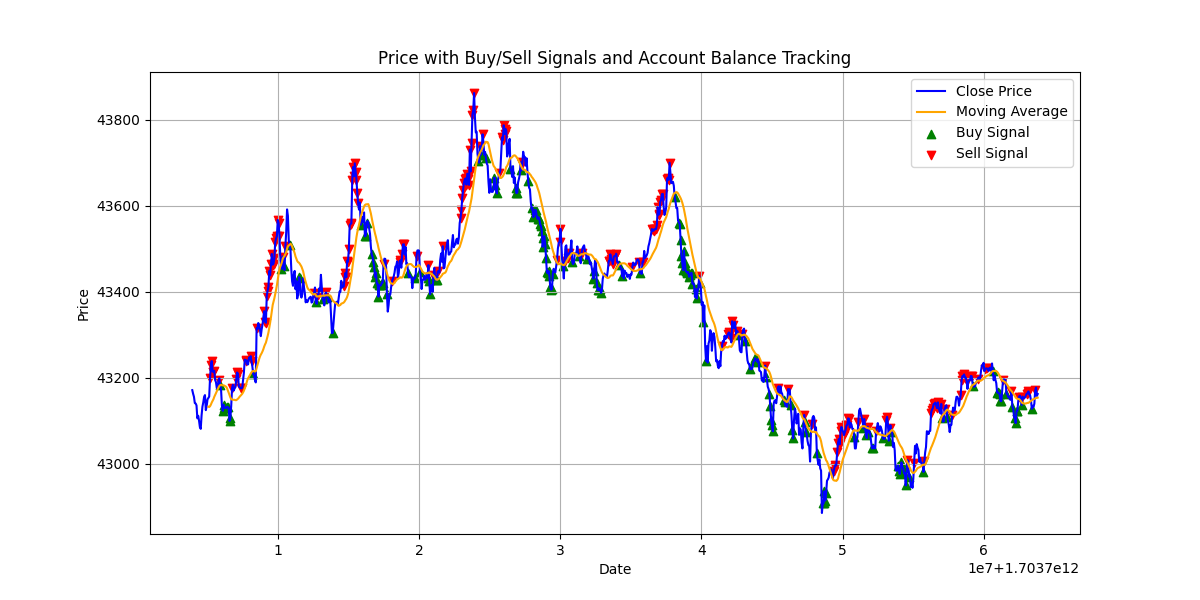 Price with Buy/Sell Signals and Account Balance Tracking
Close Price
Moving Average
Buy Signal
Sell Signal
43800
43600
43400
43200
43000
Price
1 2 3 4 5 6
Date
1e7+1.7037e12